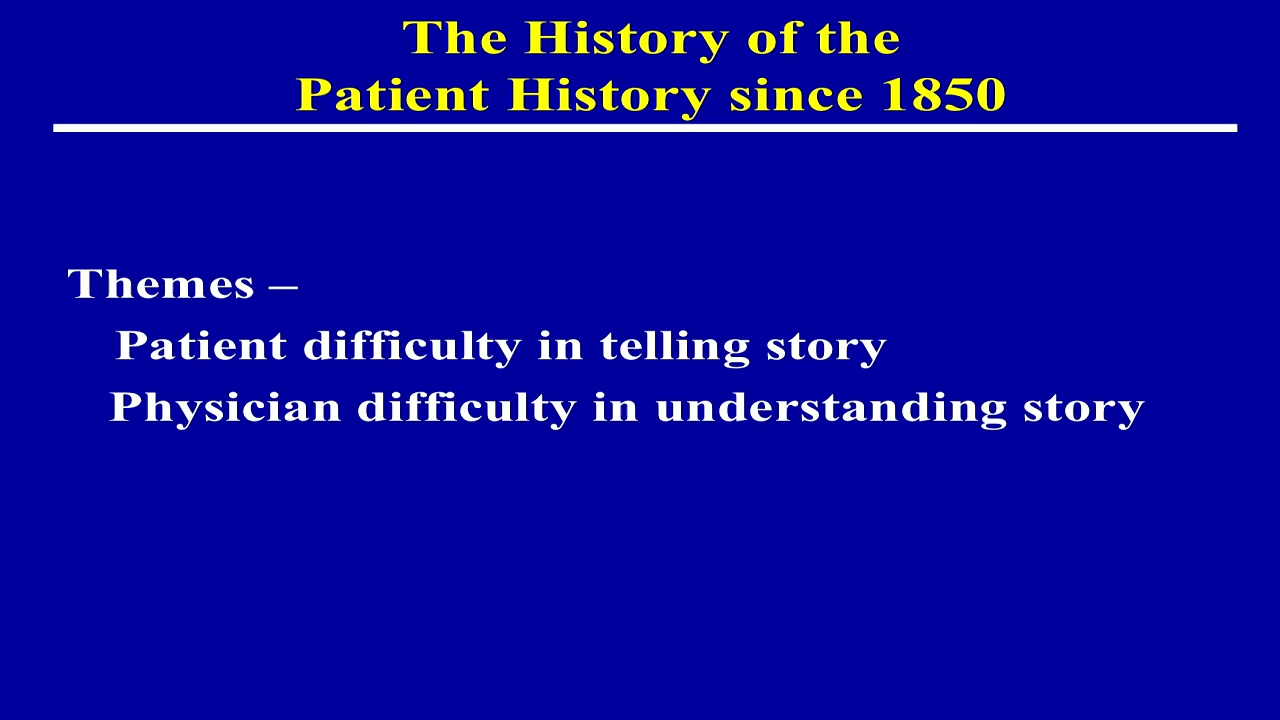 The History of the
Patient History since 1850
Themes –
Patient difficulty in telling story
Physician difficulty in understanding story